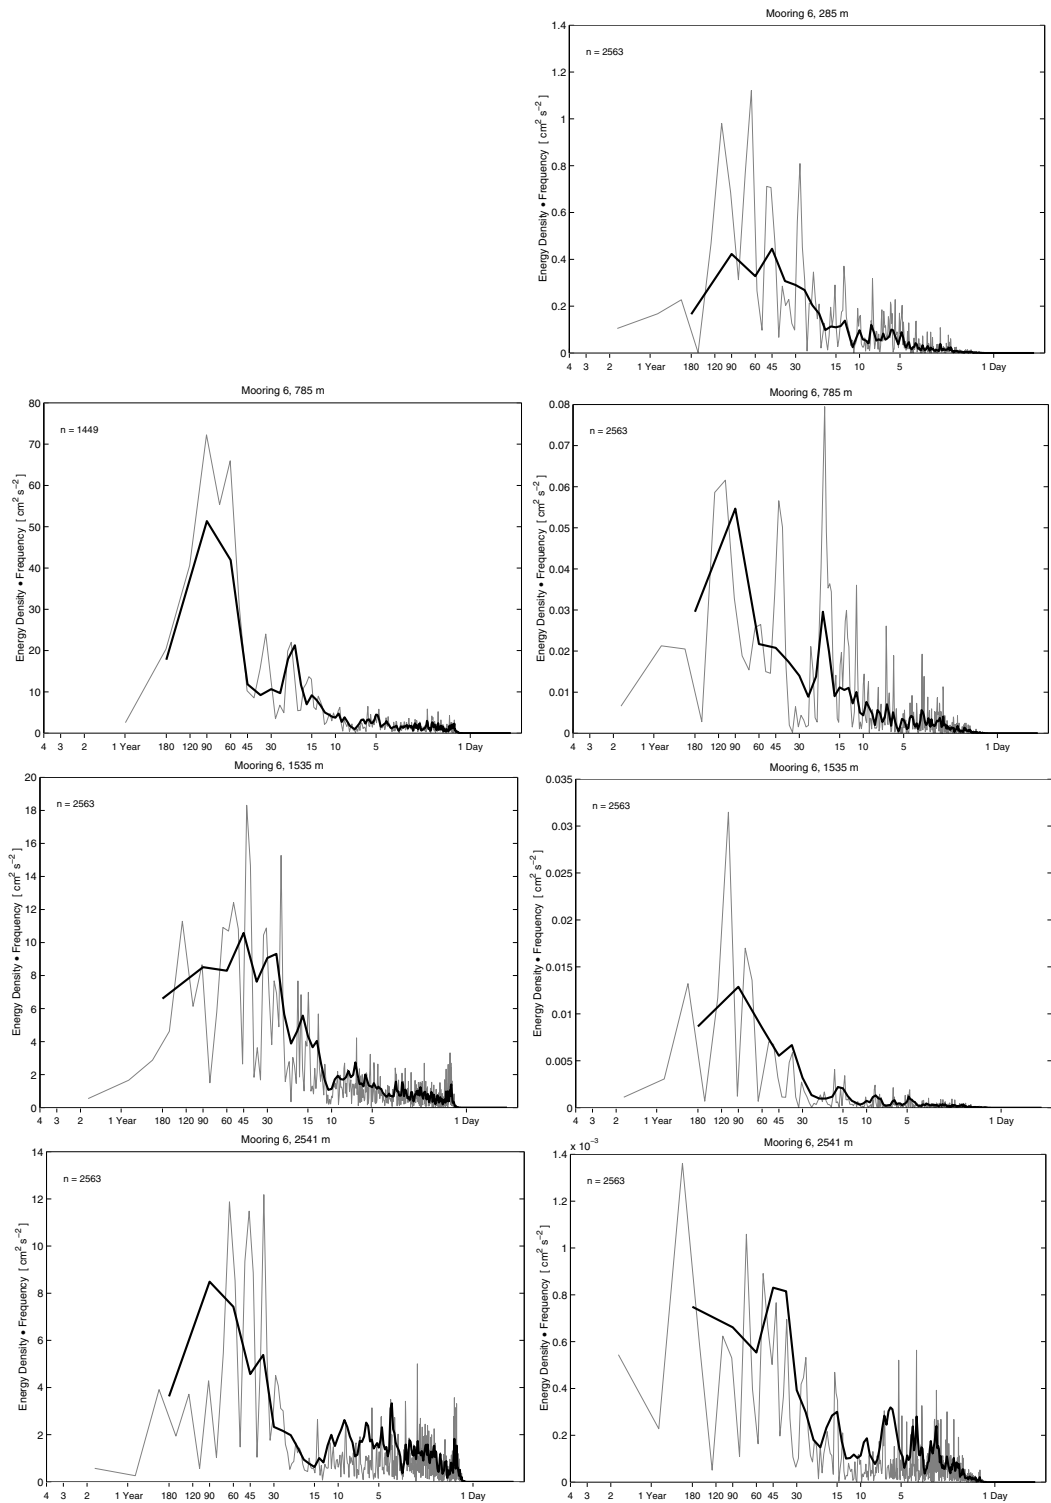 Mooring 6, 285 m
n = 2563
Energy Density • Frequency [ cm² s⁻² ]
1.4
1.2
1
0.8
0.6
0.4
0.2
0
4 3 2 1 Year 180 120 90 60 45 30 15 10 5 1 Day
Mooring 6, 785 m
n = 1449
Energy Density • Frequency [ cm² s⁻² ]
80
70
60
50
40
30
20
10
0
4 3 2 1 Year 180 120 90 60 45 30 15 10 5 1 Day
Mooring 6, 785 m
n = 2563
Energy Density • Frequency [ cm² s⁻² ]
0.08
0.07
0.06
0.05
0.04
0.03
0.02
0.01
0
4 3 2 1 Year 180 120 90 60 45 30 15 10 5 1 Day
Mooring 6, 1535 m
n = 2563
Energy Density • Frequency [ cm² s⁻² ]
20
18
16
14
12
10
8
6
4
2
0
4 3 2 1 Year 180 120 90 60 45 30 15 10 5 1 Day
Mooring 6, 1535 m
n = 2563
Energy Density • Frequency [ cm² s⁻² ]
0.035
0.03
0.025
0.02
0.015
0.01
0.005
0
4 3 2 1 Year 180 120 90 60 45 30 15 10 5 1 Day
Mooring 6, 2541 m
n = 2563
Energy Density • Frequency [ cm² s⁻² ]
14
12
10
8
6
4
2
0
4 3 2 1 Year 180 120 90 60 45 30 15 10 5 1 Day
x 10⁻³
Mooring 6, 2541 m
n = 2563
Energy Density • Frequency [ cm² s⁻² ]
1.4
1.2
1
0.8
0.6
0.4
0.2
0
4 3 2 1 Year 180 120 90 60 45 30 15 10 5 1 Day